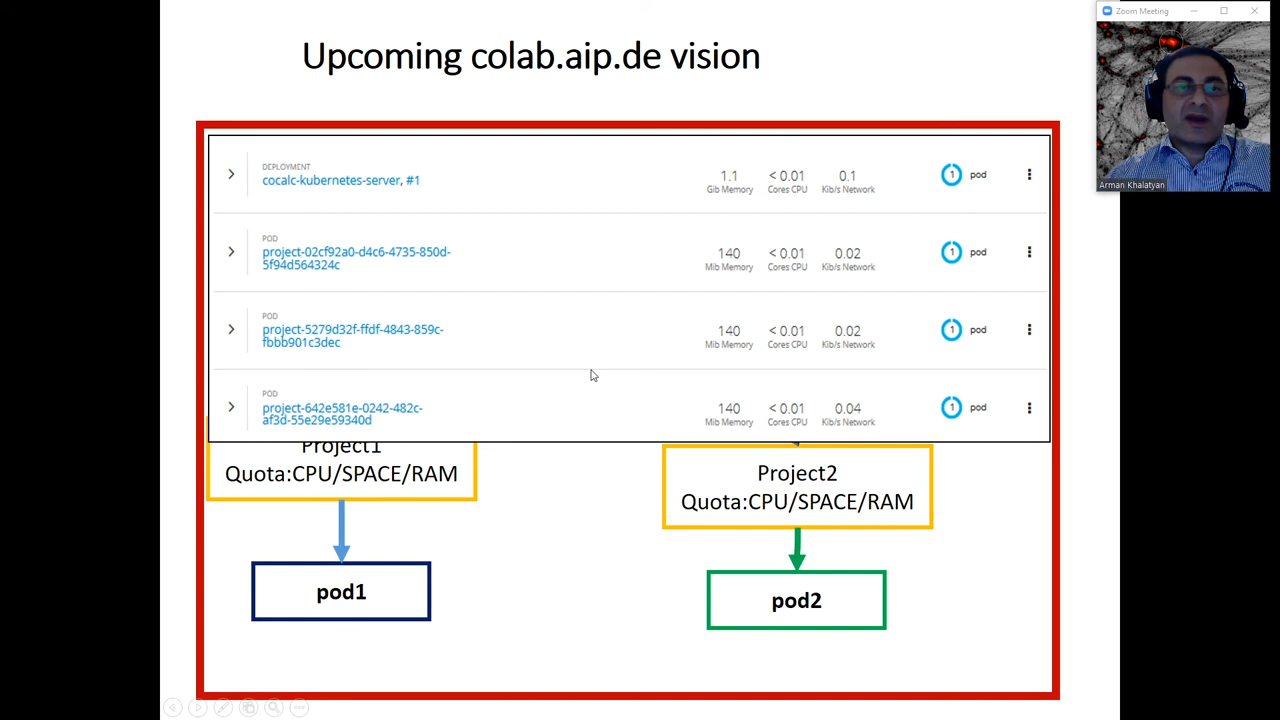 Upcoming colab.aip.de vision
Zoom Meeting
Arman Khalatyan
DEPLOYMENT
cocalc-kubernetes-server, #1
1.1
Gib Memory
< 0.01
Cores CPU
0.1
Kib/s Network
1 pod
POD
project-02cf92a0-d4c6-4735-850d-
5f94d564324c
140
Mib Memory
< 0.01
Cores CPU
0.02
Kib/s Network
1 pod
POD
project-5279d32f-ffdf-4843-859c-
fbbb901c3dec
140
Mib Memory
< 0.01
Cores CPU
0.02
Kib/s Network
1 pod
POD
project-642e581e-0242-482c-
af3d-55e29e59340d
140
Mib Memory
< 0.01
Cores CPU
0.04
Kib/s Network
1 pod
Project1
Quota:CPU/SPACE/RAM
Project2
Quota:CPU/SPACE/RAM
pod1
pod2